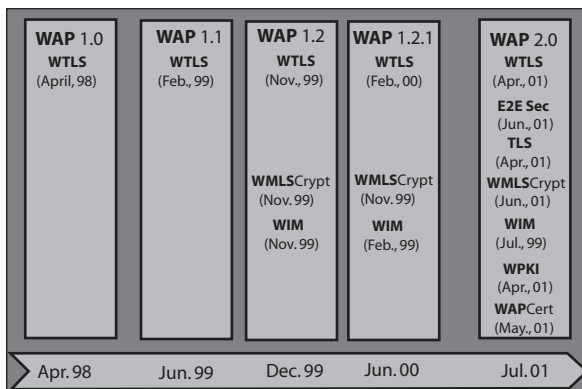 WAP 1.0
WTLS
(April, 98)
WAP 1.1
WTLS
(Feb., 99)
WAP 1.2
WTLS
(Nov., 99)
WMLSCrypt
(Nov. 99)
WIM
(Nov. 99)
WAP 1.2.1
WTLS
(Feb., 00)
WMLSCrypt
(Nov. 99)
WIM
(Feb., 99)
WAP 2.0
WTLS
(Apr., 01)
E2E Sec
(Jun., 01)
TLS
(Apr., 01)
WMLSCrypt
(Jun., 01)
WIM
(Jul., 99)
WPKI
(Apr., 01)
WAPCert
(May., 01)
Apr. 98
Jun. 99
Dec. 99
Jun. 00
Jul. 01